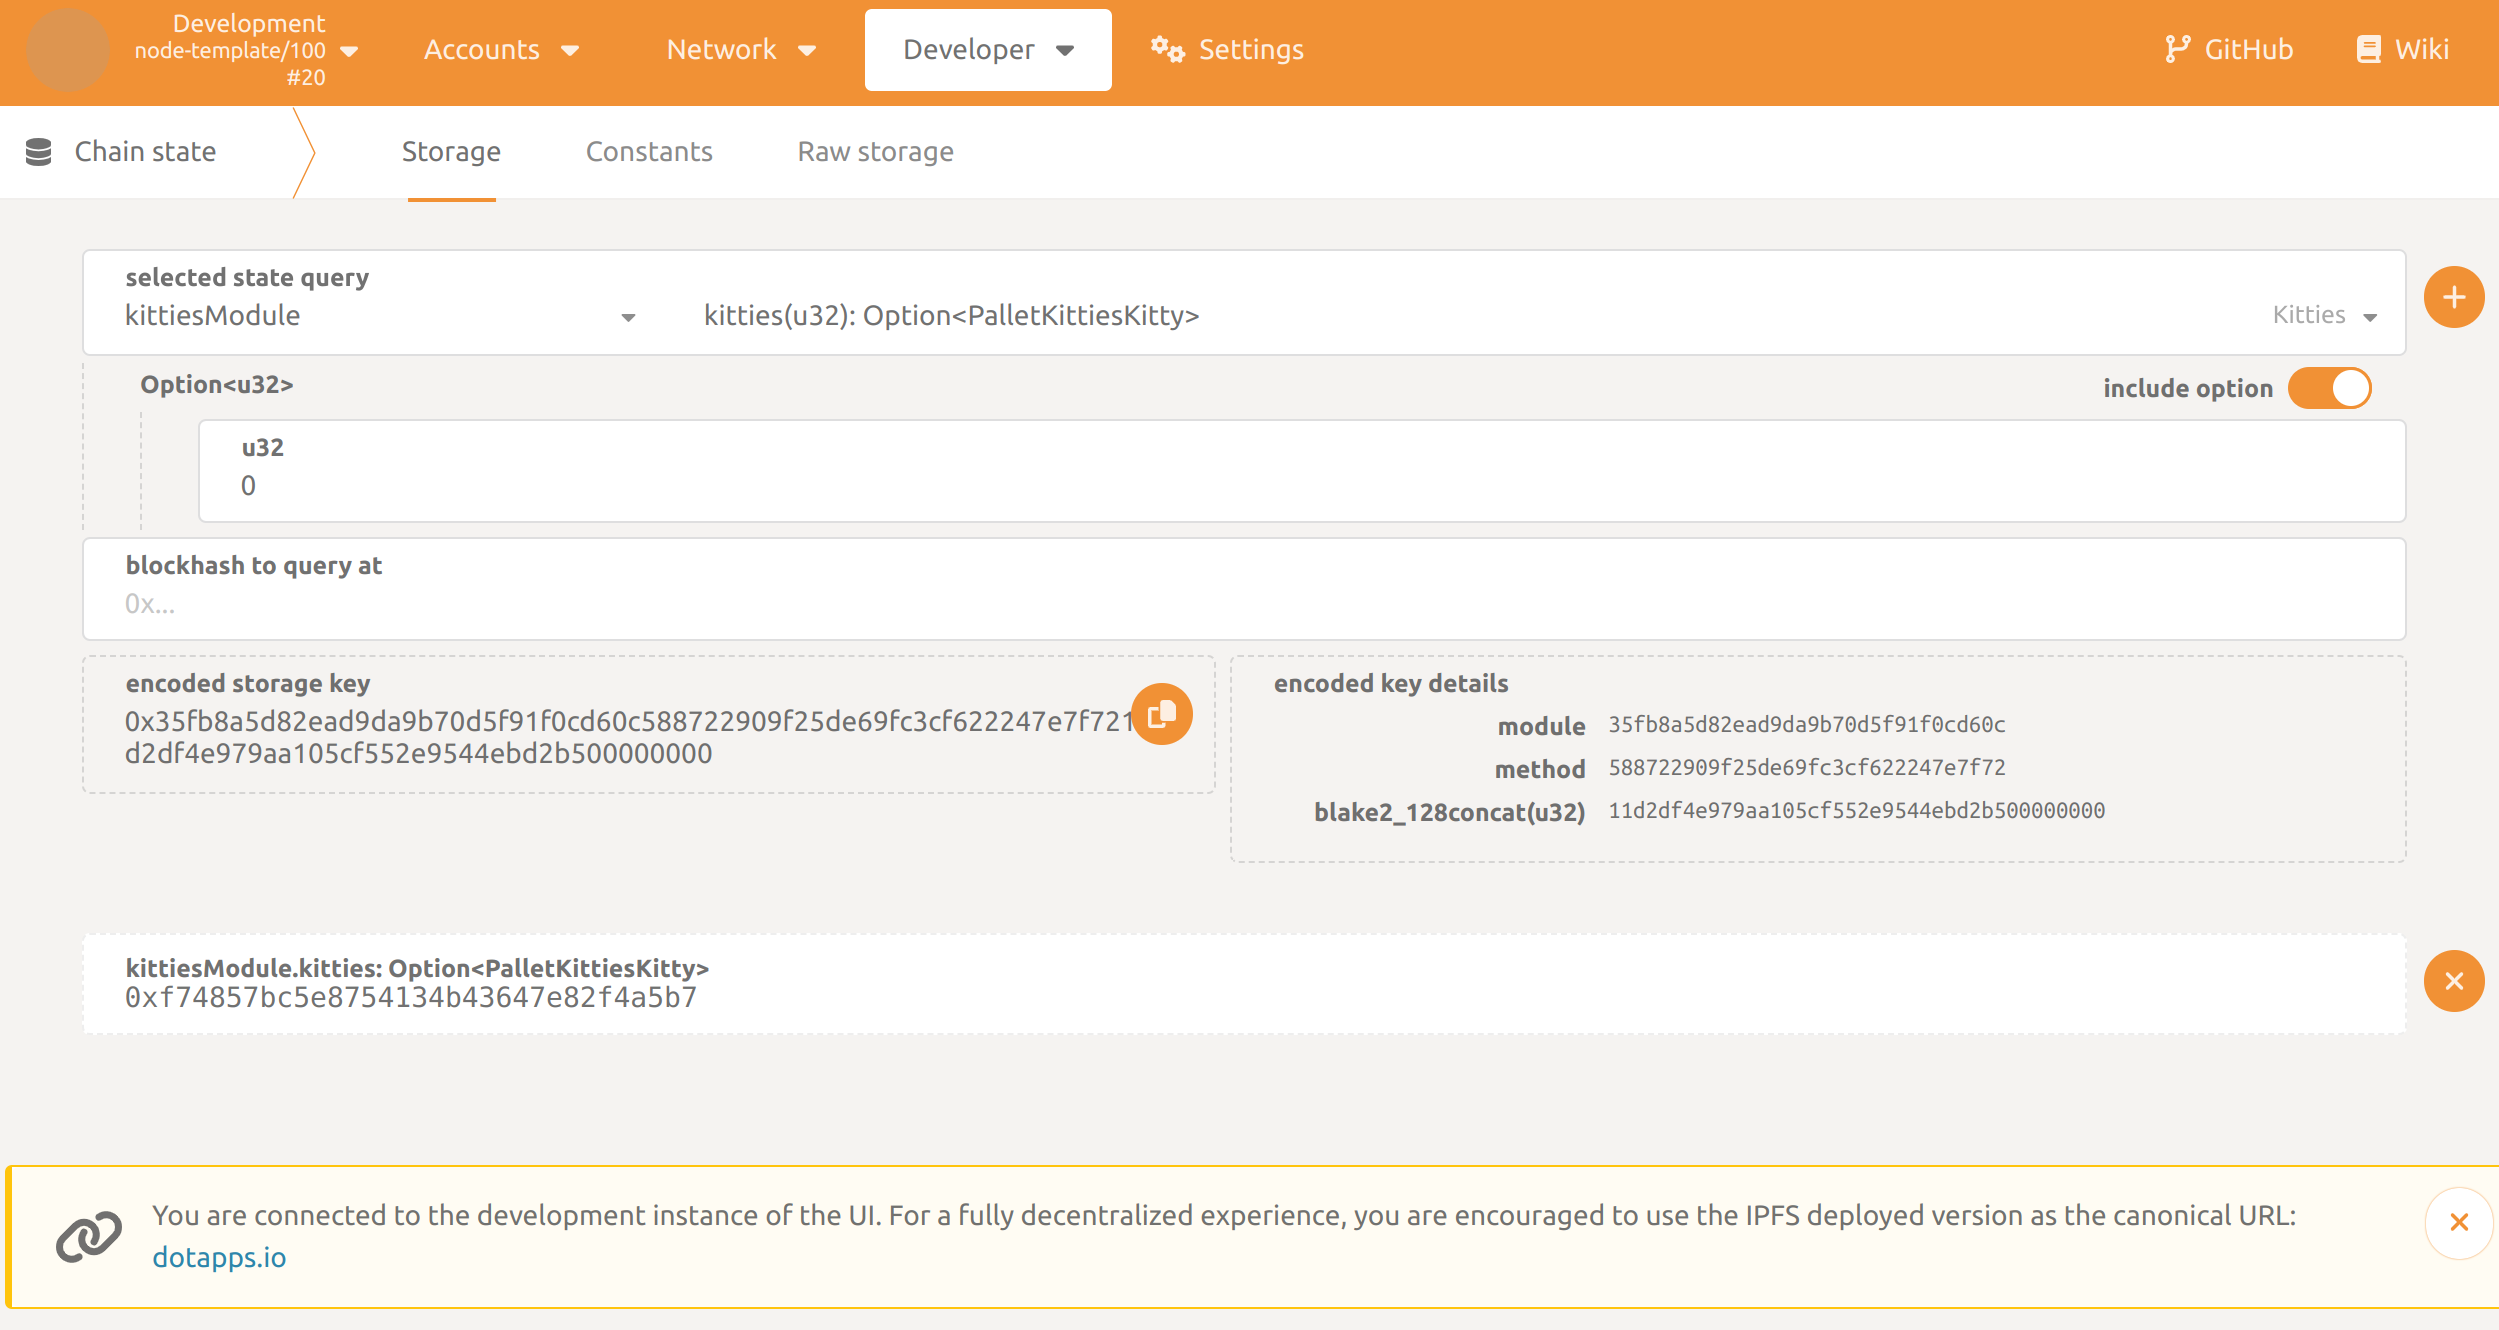 Development
node-template/100
#20
Accounts
Network
Developer
Settings
GitHub
Wiki
Chain state
Storage
Constants
Raw storage
selected state query
kittiesModule
kitties(u32): Option<PalletKittiesKitty>
Kitties
Option<u32>
include option
u32
0
blockhash to query at
0x...
encoded storage key
0x35fb8a5d82ead9da9b70d5f91f0cd60c588722909f25de69fc3cf622247e7f721
d2df4e979aa105cf552e9544ebd2b500000000
encoded key details
module 35fb8a5d82ead9da9b70d5f91f0cd60c
method 588722909f25de69fc3cf622247e7f72
blake2_128concat(u32) 11d2df4e979aa105cf552e9544ebd2b500000000
kittiesModule.kitties: Option<PalletKittiesKitty>
0xf74857bc5e8754134b43647e82f4a5b7
You are connected to the development instance of the UI. For a fully decentralized experience, you are encouraged to use the IPFS deployed version as the canonical URL:
dotapps.io